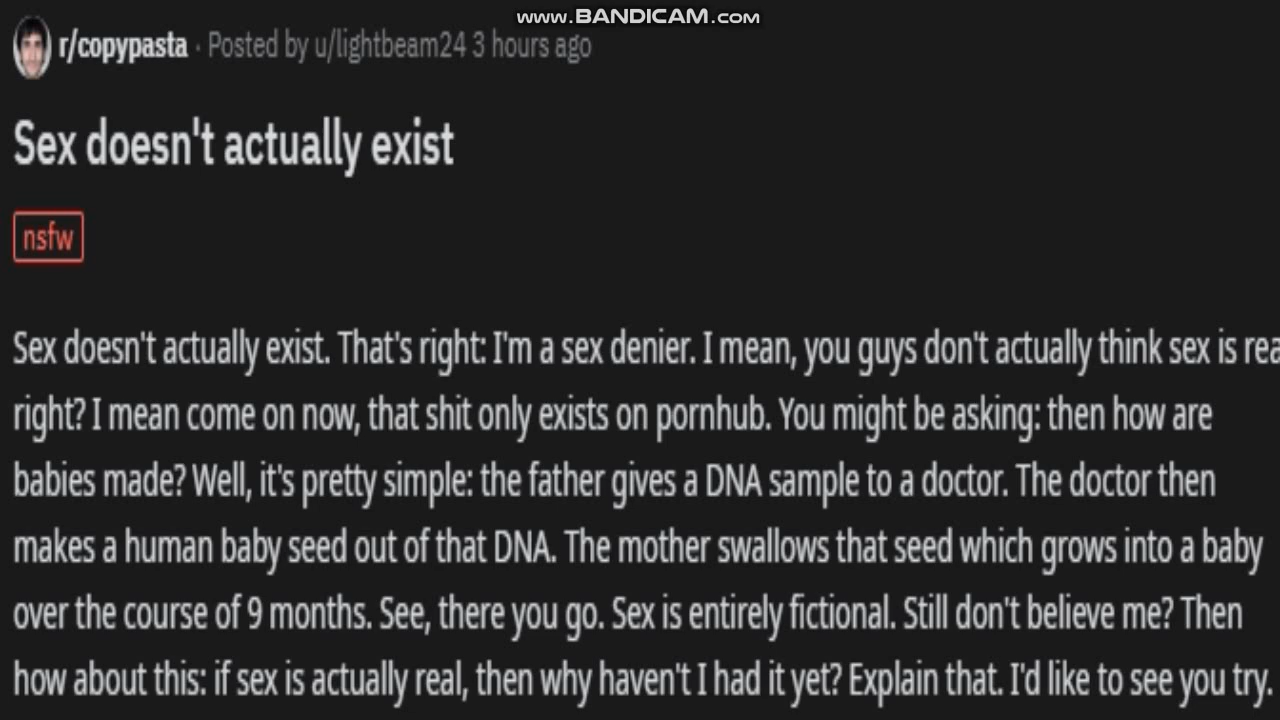 www.BANDICAM.com
r/copypasta · Posted by u/lightbeam24 3 hours ago
Sex doesn't actually exist
nsfw
Sex doesn't actually exist. That's right: I'm a sex denier. I mean, you guys don't actually think sex is rea
right? I mean come on now, that shit only exists on pornhub. You might be asking: then how are
babies made? Well, it's pretty simple: the father gives a DNA sample to a doctor. The doctor then
makes a human baby seed out of that DNA. The mother swallows that seed which grows into a baby
over the course of 9 months. See, there you go. Sex is entirely fictional. Still don't believe me? Then
how about this: if sex is actually real, then why haven't I had it yet? Explain that. I'd like to see you try.